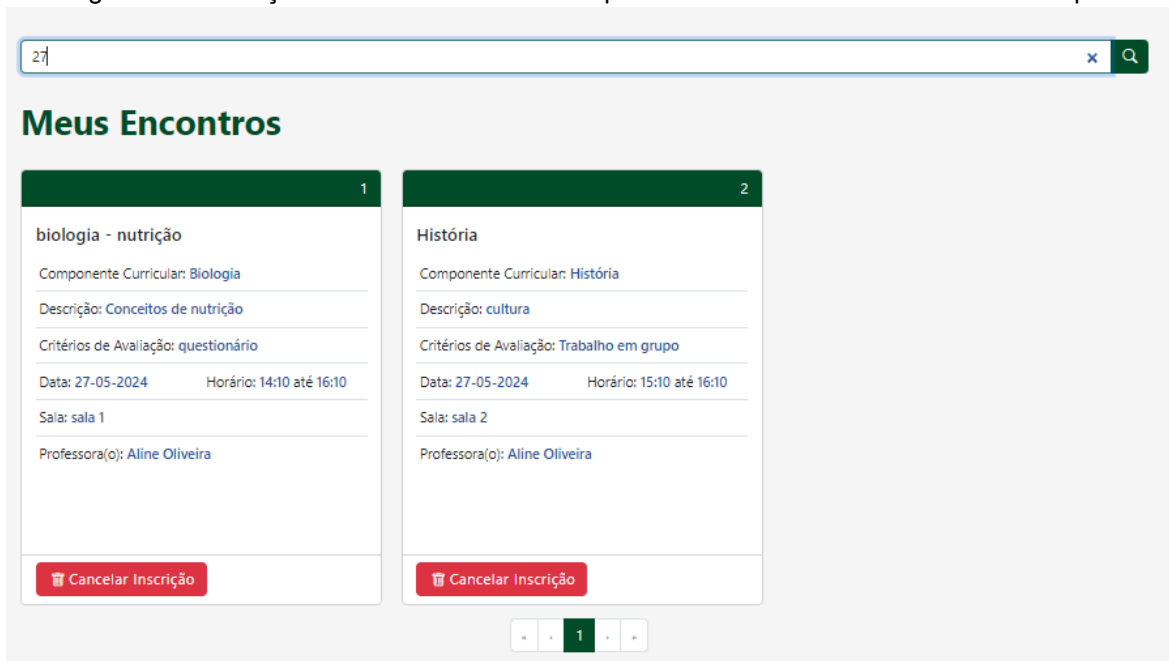 27
Meus Encontros
1
biologia - nutrição
Componente Curricular: Biologia
Descrição: Conceitos de nutrição
Critérios de Avaliação: questionário
Data: 27-05-2024 Horário: 14:10 até 16:10
Sala: sala 1
Professora(o): Aline Oliveira
Cancelar Inscrição
2
História
Componente Curricular: História
Descrição: cultura
Critérios de Avaliação: Trabalho em grupo
Data: 27-05-2024 Horário: 15:10 até 16:10
Sala: sala 2
Professora(o): Aline Oliveira
Cancelar Inscrição
« ‹ 1 › »